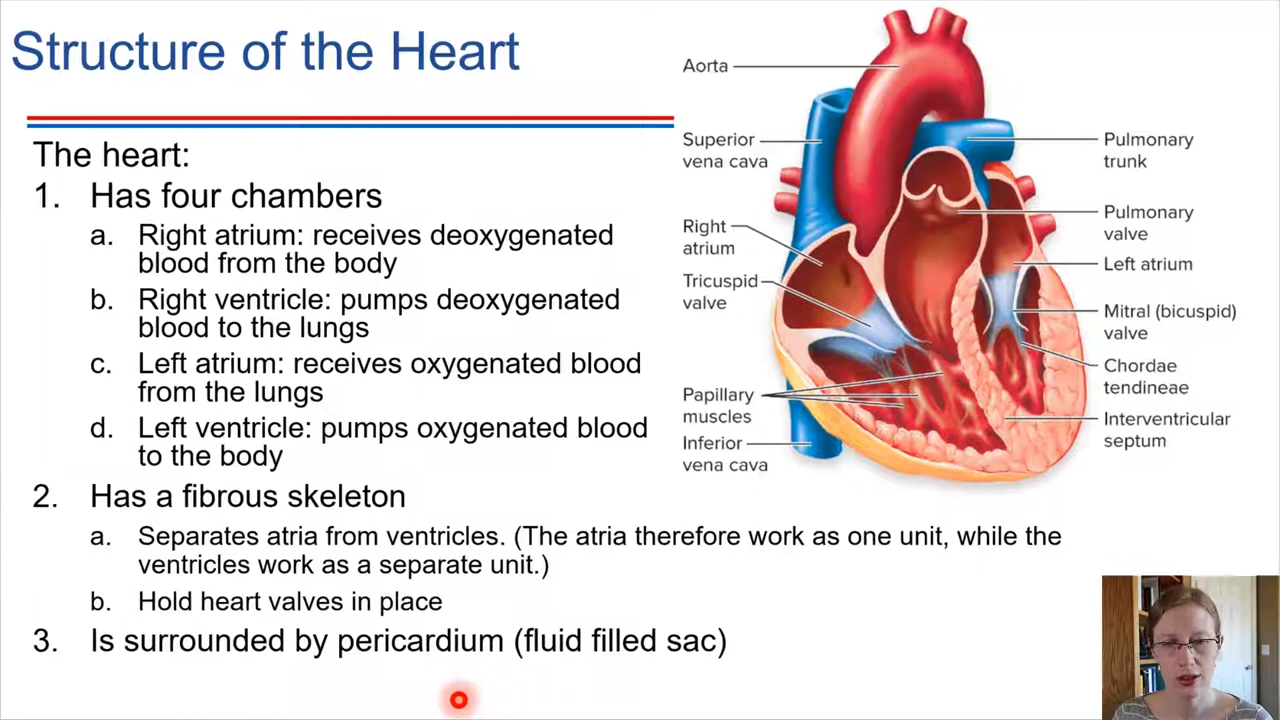 Structure of the Heart
The heart:
1. Has four chambers
a. Right atrium: receives deoxygenated
blood from the body
b. Right ventricle: pumps deoxygenated
blood to the lungs
c. Left atrium: receives oxygenated blood
from the lungs
d. Left ventricle: pumps oxygenated blood
to the body
2. Has a fibrous skeleton
a. Separates atria from ventricles. (The atria therefore work as one unit, while the
ventricles work as a separate unit.)
b. Hold heart valves in place
3. Is surrounded by pericardium (fluid filled sac)
Aorta
Superior
vena cava
Right
atrium
Tricuspid
valve
Papillary
muscles
Inferior
vena cava
Pulmonary
trunk
Pulmonary
valve
Left atrium
Mitral (bicuspid)
valve
Chordae
tendineae
Interventricular
septum